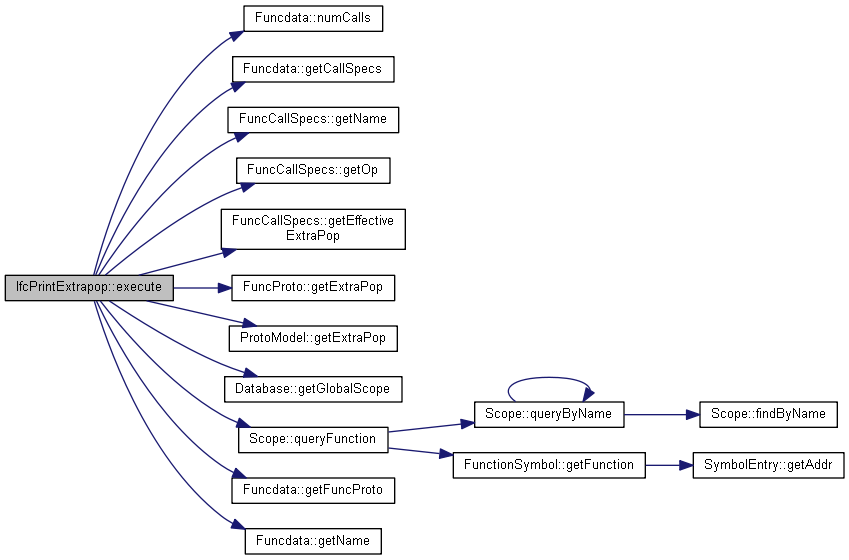 Funcdata::numCalls
Funcdata::getCallSpecs
FuncCallSpecs::getName
FuncCallSpecs::getOp
FuncCallSpecs::getEffective
ExtraPop
IfcPrintExtrapop::execute
FuncProto::getExtraPop
ProtoModel::getExtraPop
Database::getGlobalScope
Scope::queryFunction
Scope::queryByName
Scope::findByName
FunctionSymbol::getFunction
SymbolEntry::getAddr
Funcdata::getFuncProto
Funcdata::getName